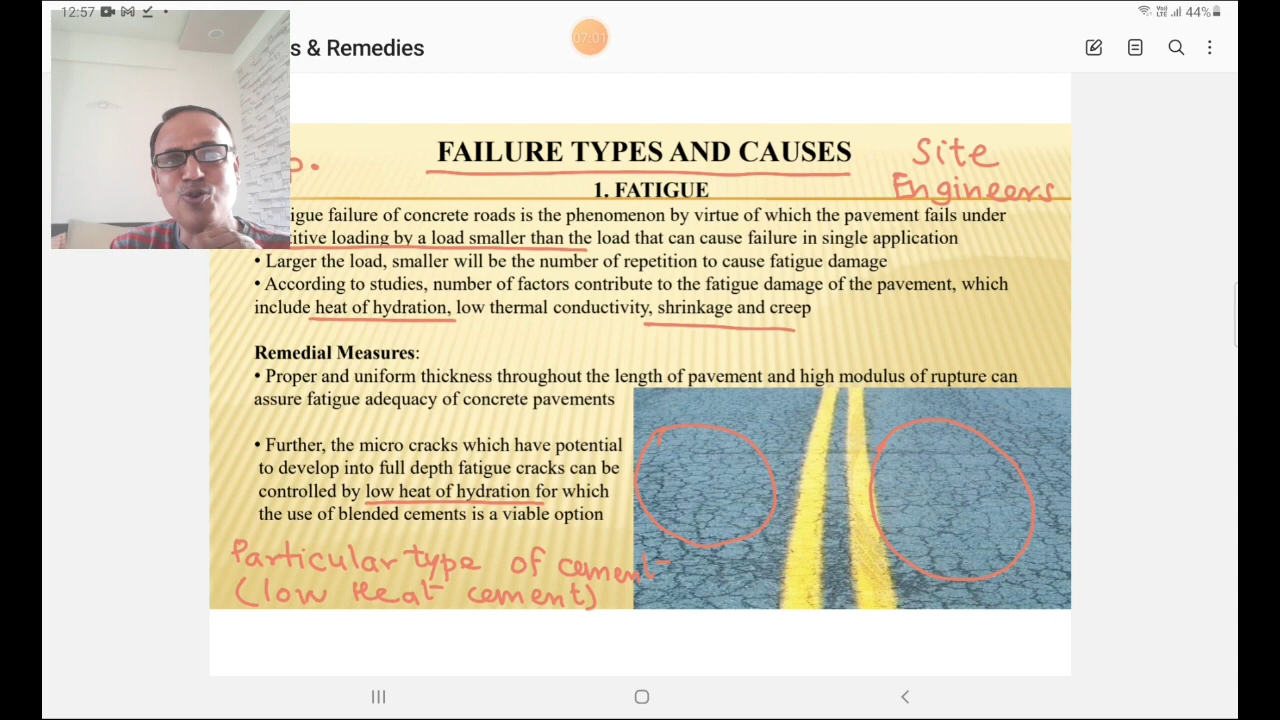 12:57
44%
07:01
s & Remedies
FAILURE TYPES AND CAUSES
Site
Engineers
1. FATIGUE
failure of concrete roads is the phenomenon by virtue of which the pavement fails under
loading by a load smaller than the load that can cause failure in single application
• Larger the load, smaller will be the number of repetition to cause fatigue damage
• According to studies, number of factors contribute to the fatigue damage of the pavement, which
include heat of hydration, low thermal conductivity, shrinkage and creep
Remedial Measures:
• Proper and uniform thickness throughout the length of pavement and high modulus of rupture can
assure fatigue adequacy of concrete pavements
• Further, the micro cracks which have potential
to develop into full depth fatigue cracks can be
controlled by low heat of hydration for which
the use of blended cements is a viable option
Particular type of cement
(low Heat cement)